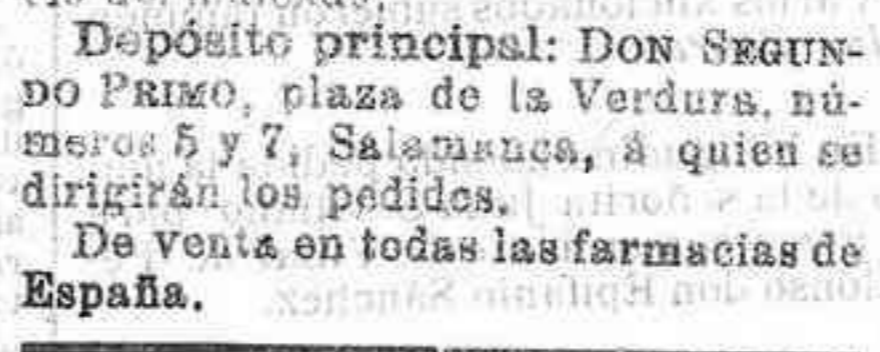 Depósito principal: DON SEGUN-
DO PRIMO, plaza de la Verdura, nú-
meros 5 y 7, Salamanca, á quien se
dirigirán los pedidos.
De venta en todas las farmacias de
España.